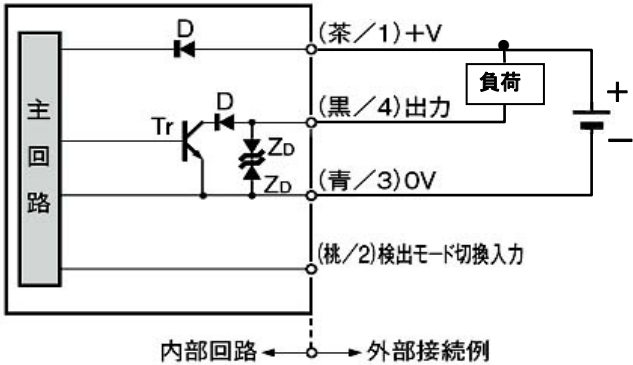 D
(茶／1)＋V
負荷
＋
D
(黒／4)出力
主回路
Tr
ZD
ZD
－
(青／3)0V
(桃／2)検出モード切換入力
内部回路
外部接続例